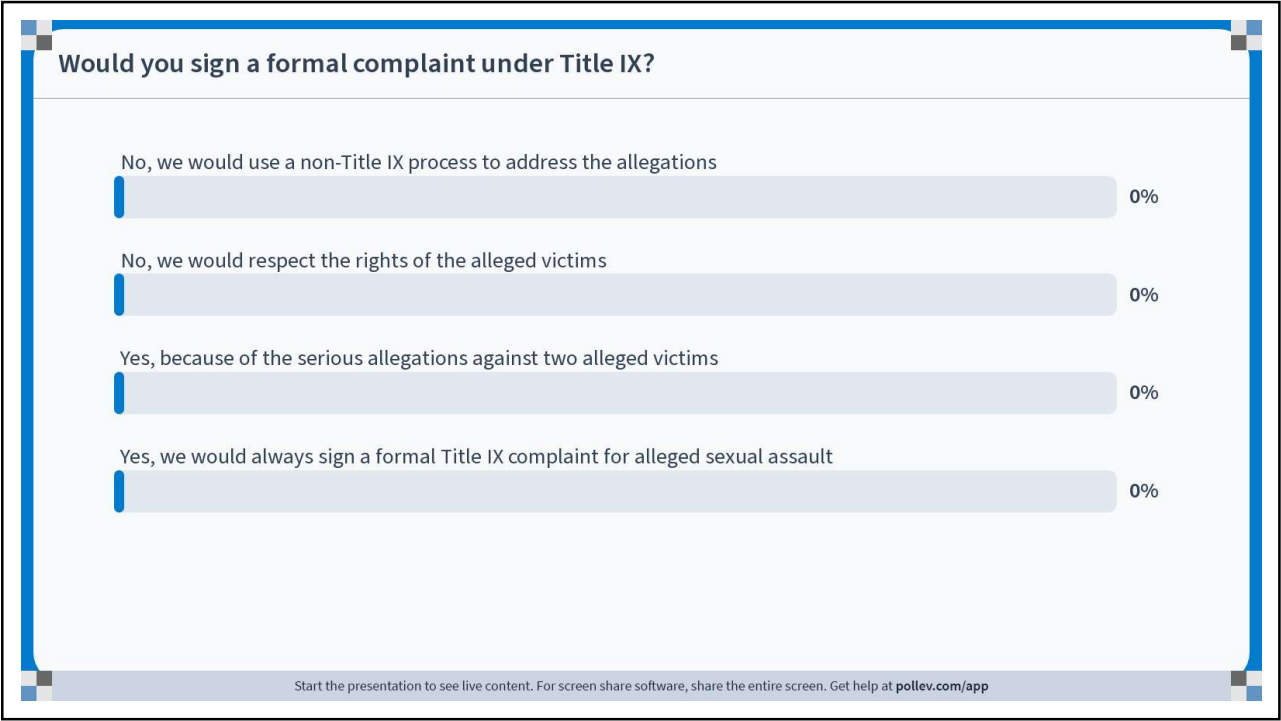 Would you sign a formal complaint under Title IX?
No, we would use a non-Title IX process to address the allegations
0%
No, we would respect the rights of the alleged victims
0%
Yes, because of the serious allegations against two alleged victims
0%
Yes, we would always sign a formal Title IX complaint for alleged sexual assault
0%
Start the presentation to see live content. For screen share software, share the entire screen. Get help at pollev.com/app